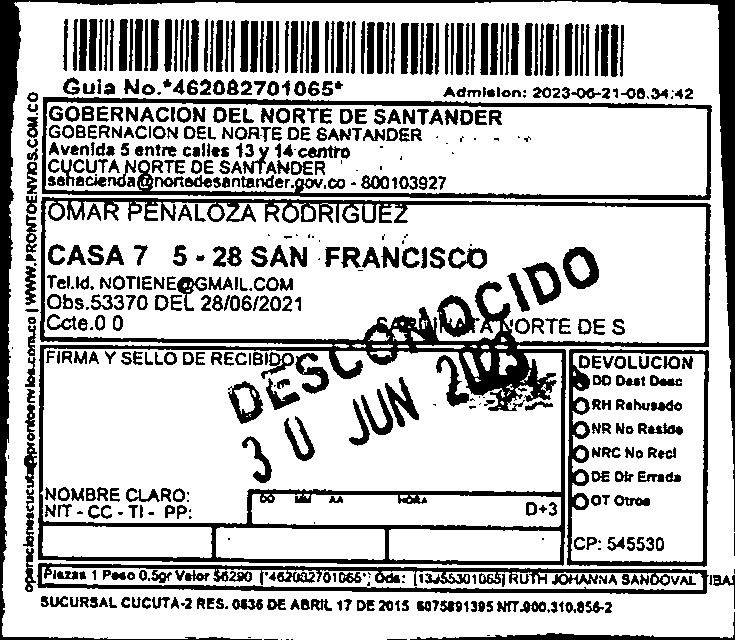 Guia No.*462082701065*
Admision: 2023-06-21-08.34:42
GOBERNACION DEL NORTE DE SANTANDER
GOBERNACION DEL NORTE DE SANTANDER
Avenida 5 entre calles 13 y 14 centro
CUCUTA NORTE DE SANTANDER
sehacienda@nortedesantander.gov.co - 800103927
OMAR PENALOZA RODRIGUEZ
CASA 7 5 - 28 SAN FRANCISCO
Tel.Id. NOTIENE@GMAIL.COM
Obs.53370 DEL 28/06/2021
Ccte.0 0
SARDINATA NORTE DE S
DESCONOCIDO
30 JUN 2023
FIRMA Y SELLO DE RECIBIDO:
DEVOLUCION
DD Dest Desc
RH Rehusado
NR No Reside
NRC No Recl
DE Dir Errada
OT Otros
NOMBRE CLARO:
NIT - CC - TI - PP:
DD MM AA HORA
D+3
CP: 545530
Piezas 1 Peso 0.5gr Valor $6290 [*462082701065*] Ods: [1355301065] RUTH JOHANNA SANDOVAL TIBA
SUCURSAL CUCUTA-2 RES. 0636 DE ABRIL 17 DE 2015 6075891395 NIT.900.310.856-2
operacionescucuta@prontoenvios.com.co | WWW.PRONTOENVIOS.COM.CO